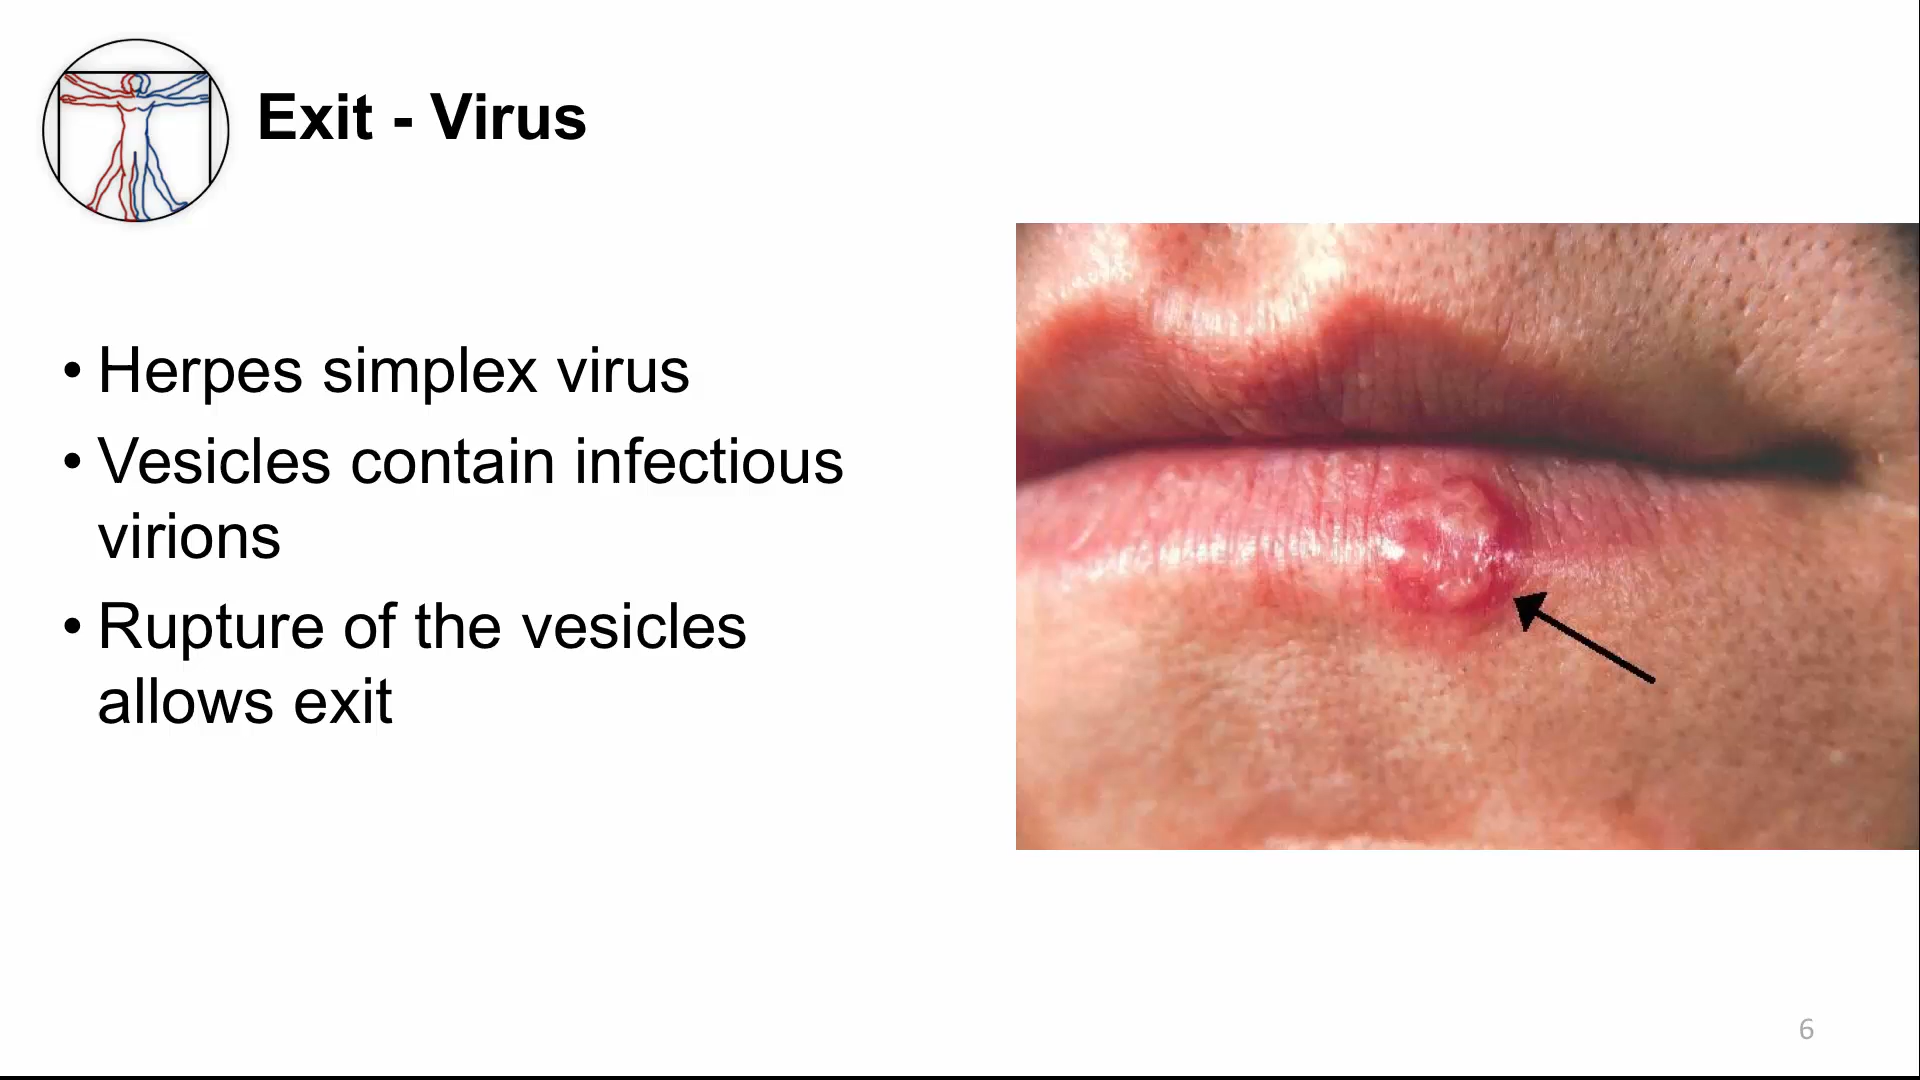 Exit - Virus
• Herpes simplex virus
• Vesicles contain infectious
virions
• Rupture of the vesicles
allows exit
6